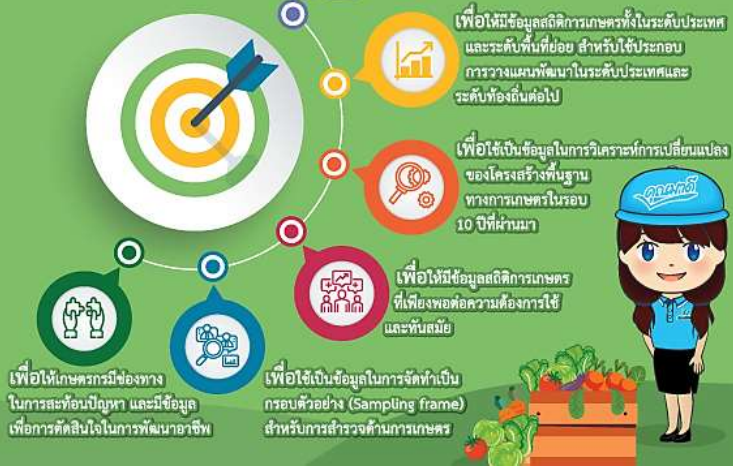 เพื่อให้มีข้อมูลสถิติการเกษตรทั้งในระดับประเทศ
และระดับพื้นที่ย่อย สำหรับใช้ประกอบ
การวางแผนพัฒนาในระดับประเทศและ
ระดับท้องถิ่นต่อไป
เพื่อใช้เป็นข้อมูลในการวิเคราะห์การเปลี่ยนแปลง
ของโครงสร้างพื้นฐาน
ทางการเกษตรในรอบ
10 ปีที่ผ่านมา
คุณมาดี
เพื่อให้มีข้อมูลสถิติการเกษตร
ที่เพียงพอต่อความต้องการใช้
และทันสมัย
เพื่อใช้เป็นข้อมูลในการจัดทำเป็น
กรอบตัวอย่าง (Sampling frame)
สำหรับการสำรวจด้านการเกษตร
เพื่อให้เกษตรกรมีช่องทาง
ในการสะท้อนปัญหา และมีข้อมูล
เพื่อการตัดสินใจในการพัฒนาอาชีพ